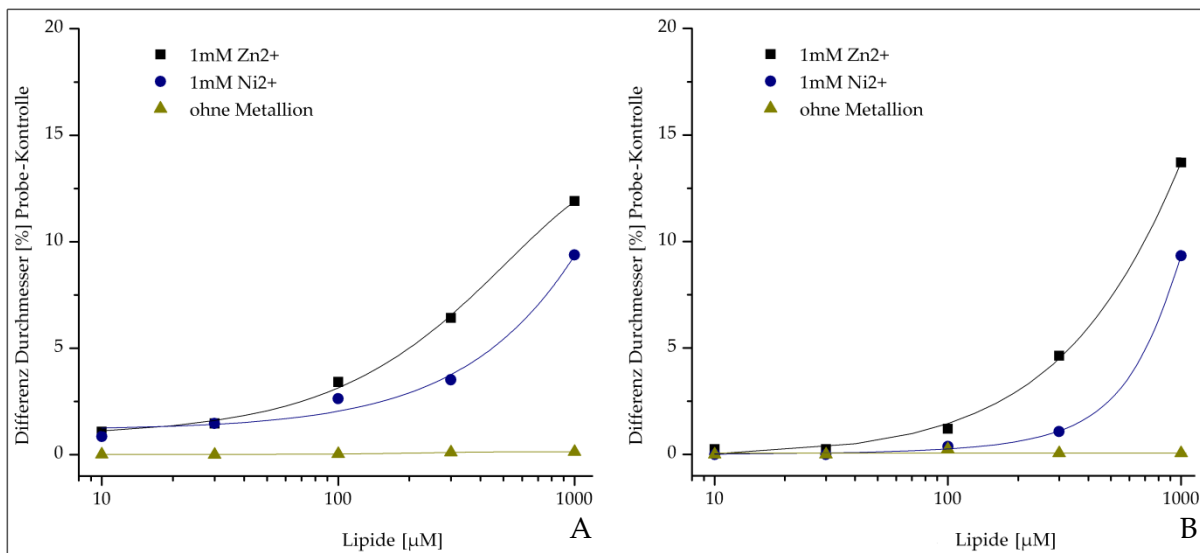 20
15
10
5
0
Differenz Durchmesser [%] Probe-Kontrolle
1mM Zn2+
1mM Ni2+
ohne Metallion
10
100
1000
Lipide [µM]
A
20
15
10
5
0
Differenz Durchmesser [%] Probe-Kontrolle
1mM Zn2+
1mM Ni2+
ohne Metallion
10
100
1000
Lipide [µM]
B